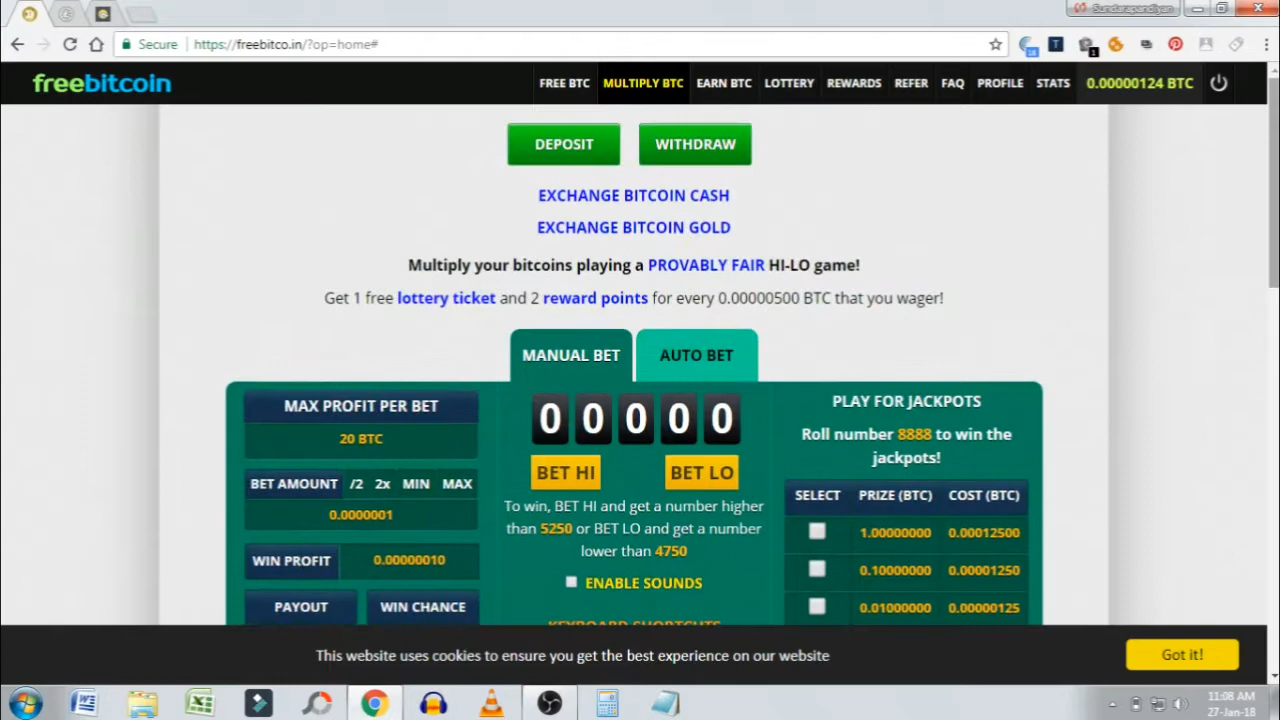 Sundarapandiyan
Secure
https://freebitco.in/?op=home#
18
T
1
freebitcoin
FREE BTC MULTIPLY BTC EARN BTC LOTTERY REWARDS REFER FAQ PROFILE STATS 0.00000124 BTC
DEPOSIT WITHDRAW
EXCHANGE BITCOIN CASH
EXCHANGE BITCOIN GOLD
Multiply your bitcoins playing a PROVABLY FAIR HI-LO game!
Get 1 free lottery ticket and 2 reward points for every 0.00000500 BTC that you wager!
MANUAL BET AUTO BET
MAX PROFIT PER BET
20 BTC
BET AMOUNT /2 2x MIN MAX
0.0000001
WIN PROFIT 0.00000010
PAYOUT WIN CHANCE
0 0 0 0 0
BET HI BET LO
To win, BET HI and get a number higher
than 5250 or BET LO and get a number
lower than 4750
ENABLE SOUNDS
KEYBOARD SHORTCUTS
PLAY FOR JACKPOTS
Roll number 8888 to win the
jackpots!
SELECT PRIZE (BTC) COST (BTC)
1.00000000 0.00012500
0.10000000 0.00001250
0.01000000 0.00000125
This website uses cookies to ensure you get the best experience on our website
Got it!
11:08 AM
27-Jan-18